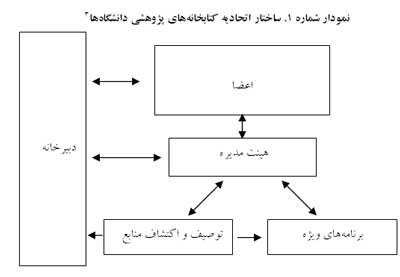 نمودار شماره ۱. ساختار اتحادیه کتابخانه‌های پژوهشی دانشگاه‌ها۳
اعضا
دبیرخانه
هیئت مدیره
برنامه‌های ویژه
توصیف و اکتشاف منابع